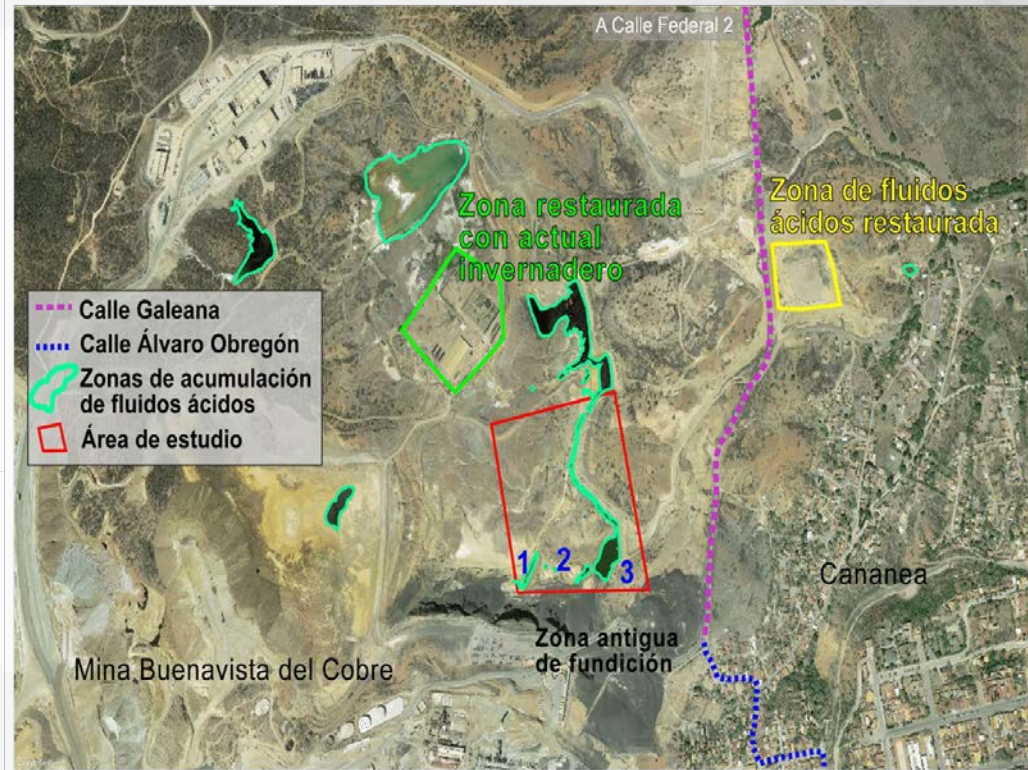 A Calle Federal 2
Zona de fluidos
ácidos restaurada
Zona restaurada
con actual
invernadero
Calle Galeana
Calle Álvaro Obregón
Zonas de acumulación
de fluidos ácidos
Área de estudio
1 2 3
Cananea
Zona antigua
de fundición
Mina Buenavista del Cobre